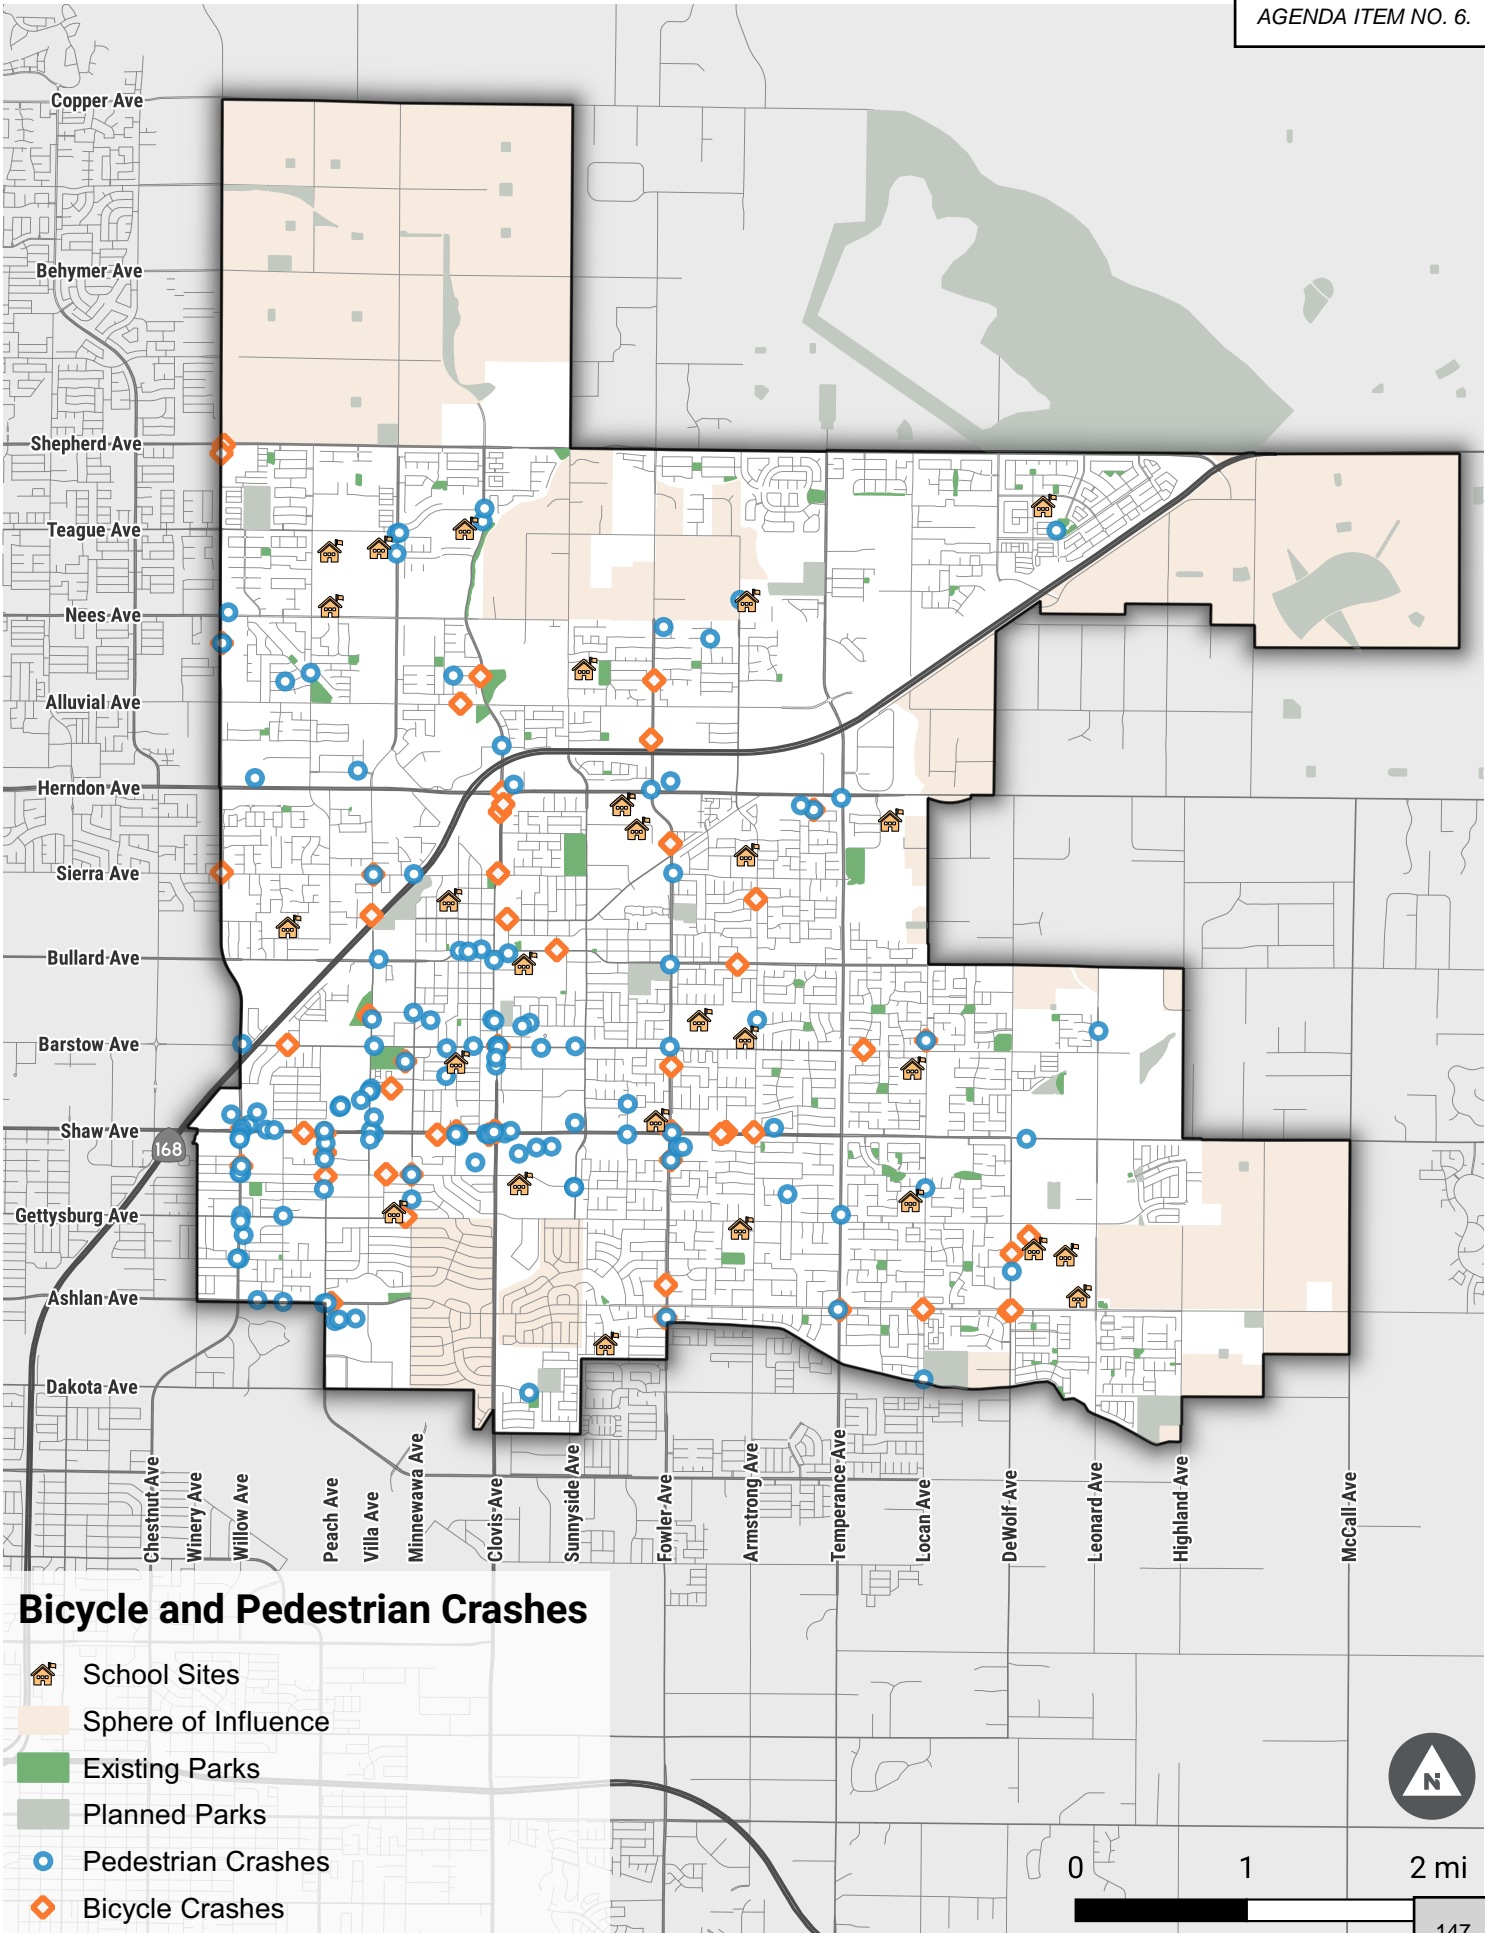 AGENDA ITEM NO. 6.
Copper Ave
Behymer Ave
Shepherd Ave
Teague Ave
Nees Ave
Alluvial Ave
Herndon Ave
Sierra Ave
Bullard Ave
Barstow Ave
Shaw Ave
168
Gettysburg Ave
Ashlan Ave
Dakota Ave
Chestnut Ave
Winery Ave
Willow Ave
Peach Ave
Villa Ave
Minnewawa Ave
Clovis Ave
Sunnyside Ave
Fowler Ave
Armstrong Ave
Temperance Ave
Locan Ave
DeWolf Ave
Leonard Ave
Highland Ave
McCall Ave
Bicycle and Pedestrian Crashes
School Sites
Sphere of Influence
Existing Parks
Planned Parks
Pedestrian Crashes
Bicycle Crashes
N
0 1 2 mi
147